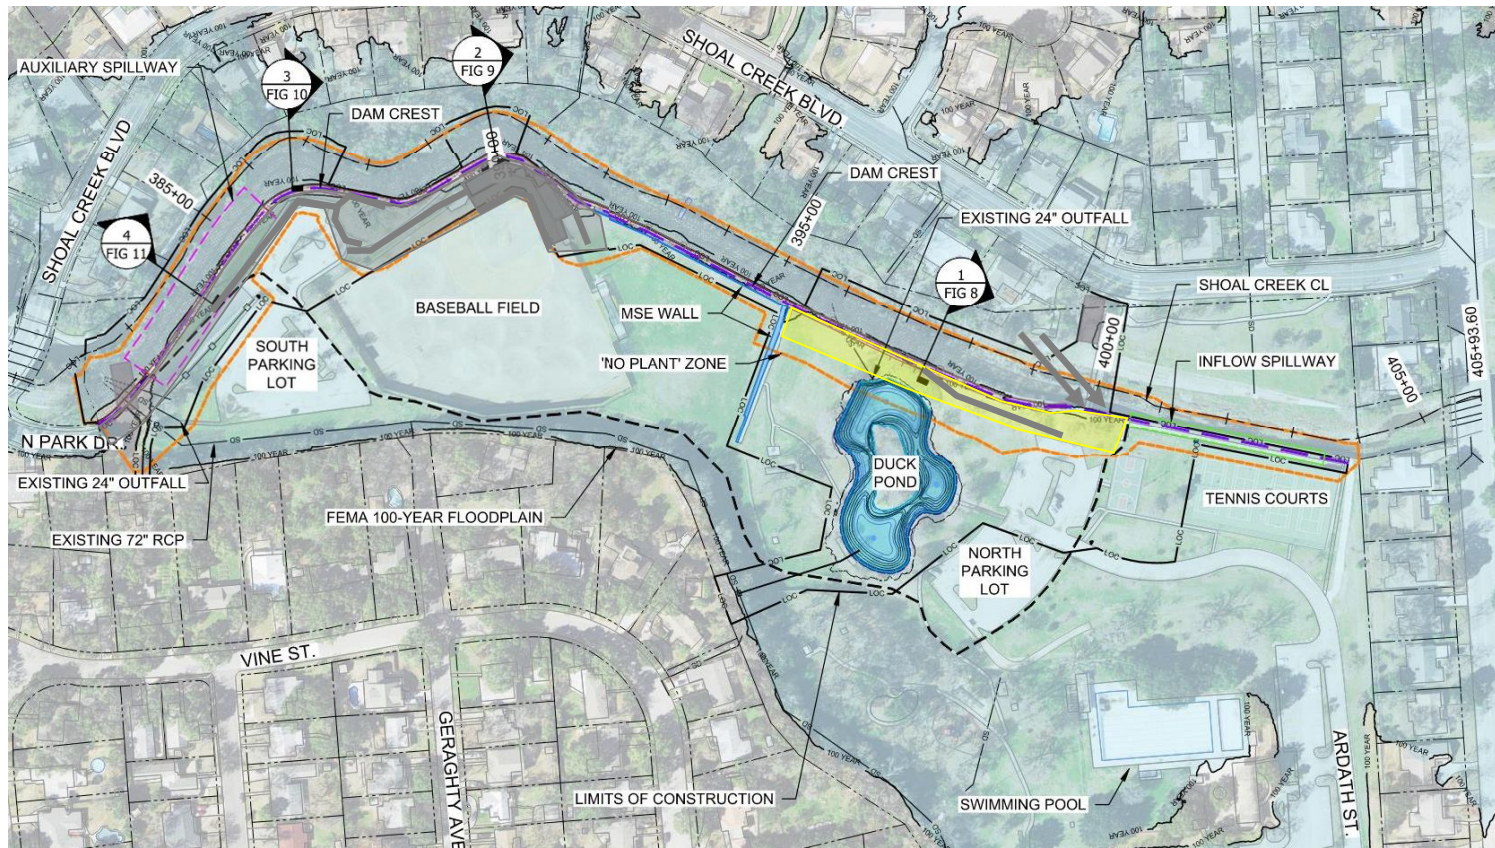 AUXILIARY SPILLWAY
3
FIG 10
2
FIG 9
DAM CREST
SHOAL CREEK BLVD.
SHOAL CREEK BLVD
385+00
4
FIG 11
DAM CREST
395+00
EXISTING 24" OUTFALL
1
FIG 8
SHOAL CREEK CL
400+00
INFLOW SPILLWAY
405+00
405+93.60
BASEBALL FIELD
MSE WALL
'NO PLANT' ZONE
SOUTH
PARKING
LOT
N PARK DR.
EXISTING 24" OUTFALL
EXISTING 72" RCP
FEMA 100-YEAR FLOODPLAIN
DUCK
POND
TENNIS COURTS
NORTH
PARKING
LOT
VINE ST.
GERAGHTY AVE
LIMITS OF CONSTRUCTION
SWIMMING POOL
ARDATH ST.
100 YEAR
LOC
SD